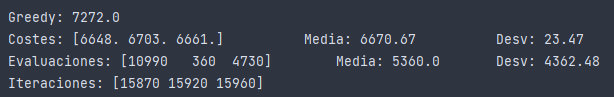 Greedy: 7272.0
Costes: [6648. 6703. 6661.] Media: 6670.67 Desv: 23.47
Evaluaciones: [10990 360 4730] Media: 5360.0 Desv: 4362.48
Iteraciones: [15870 15920 15960]